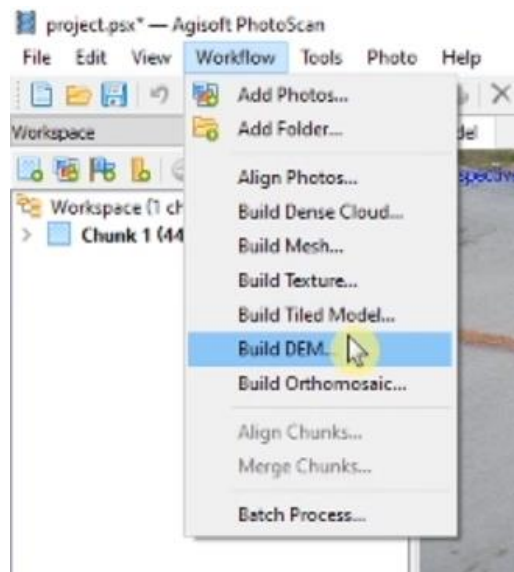 project.psx* — Agisoft PhotoScan
File Edit View Workflow Tools Photo Help
Add Photos...
Workspace
Add Folder...
Align Photos...
Workspace (1 ch
Build Dense Cloud...
Chunk 1 (44
Build Mesh...
Build Texture...
Build Tiled Model...
Build DEM...
Build Orthomosaic...
Align Chunks...
Merge Chunks...
Batch Process...